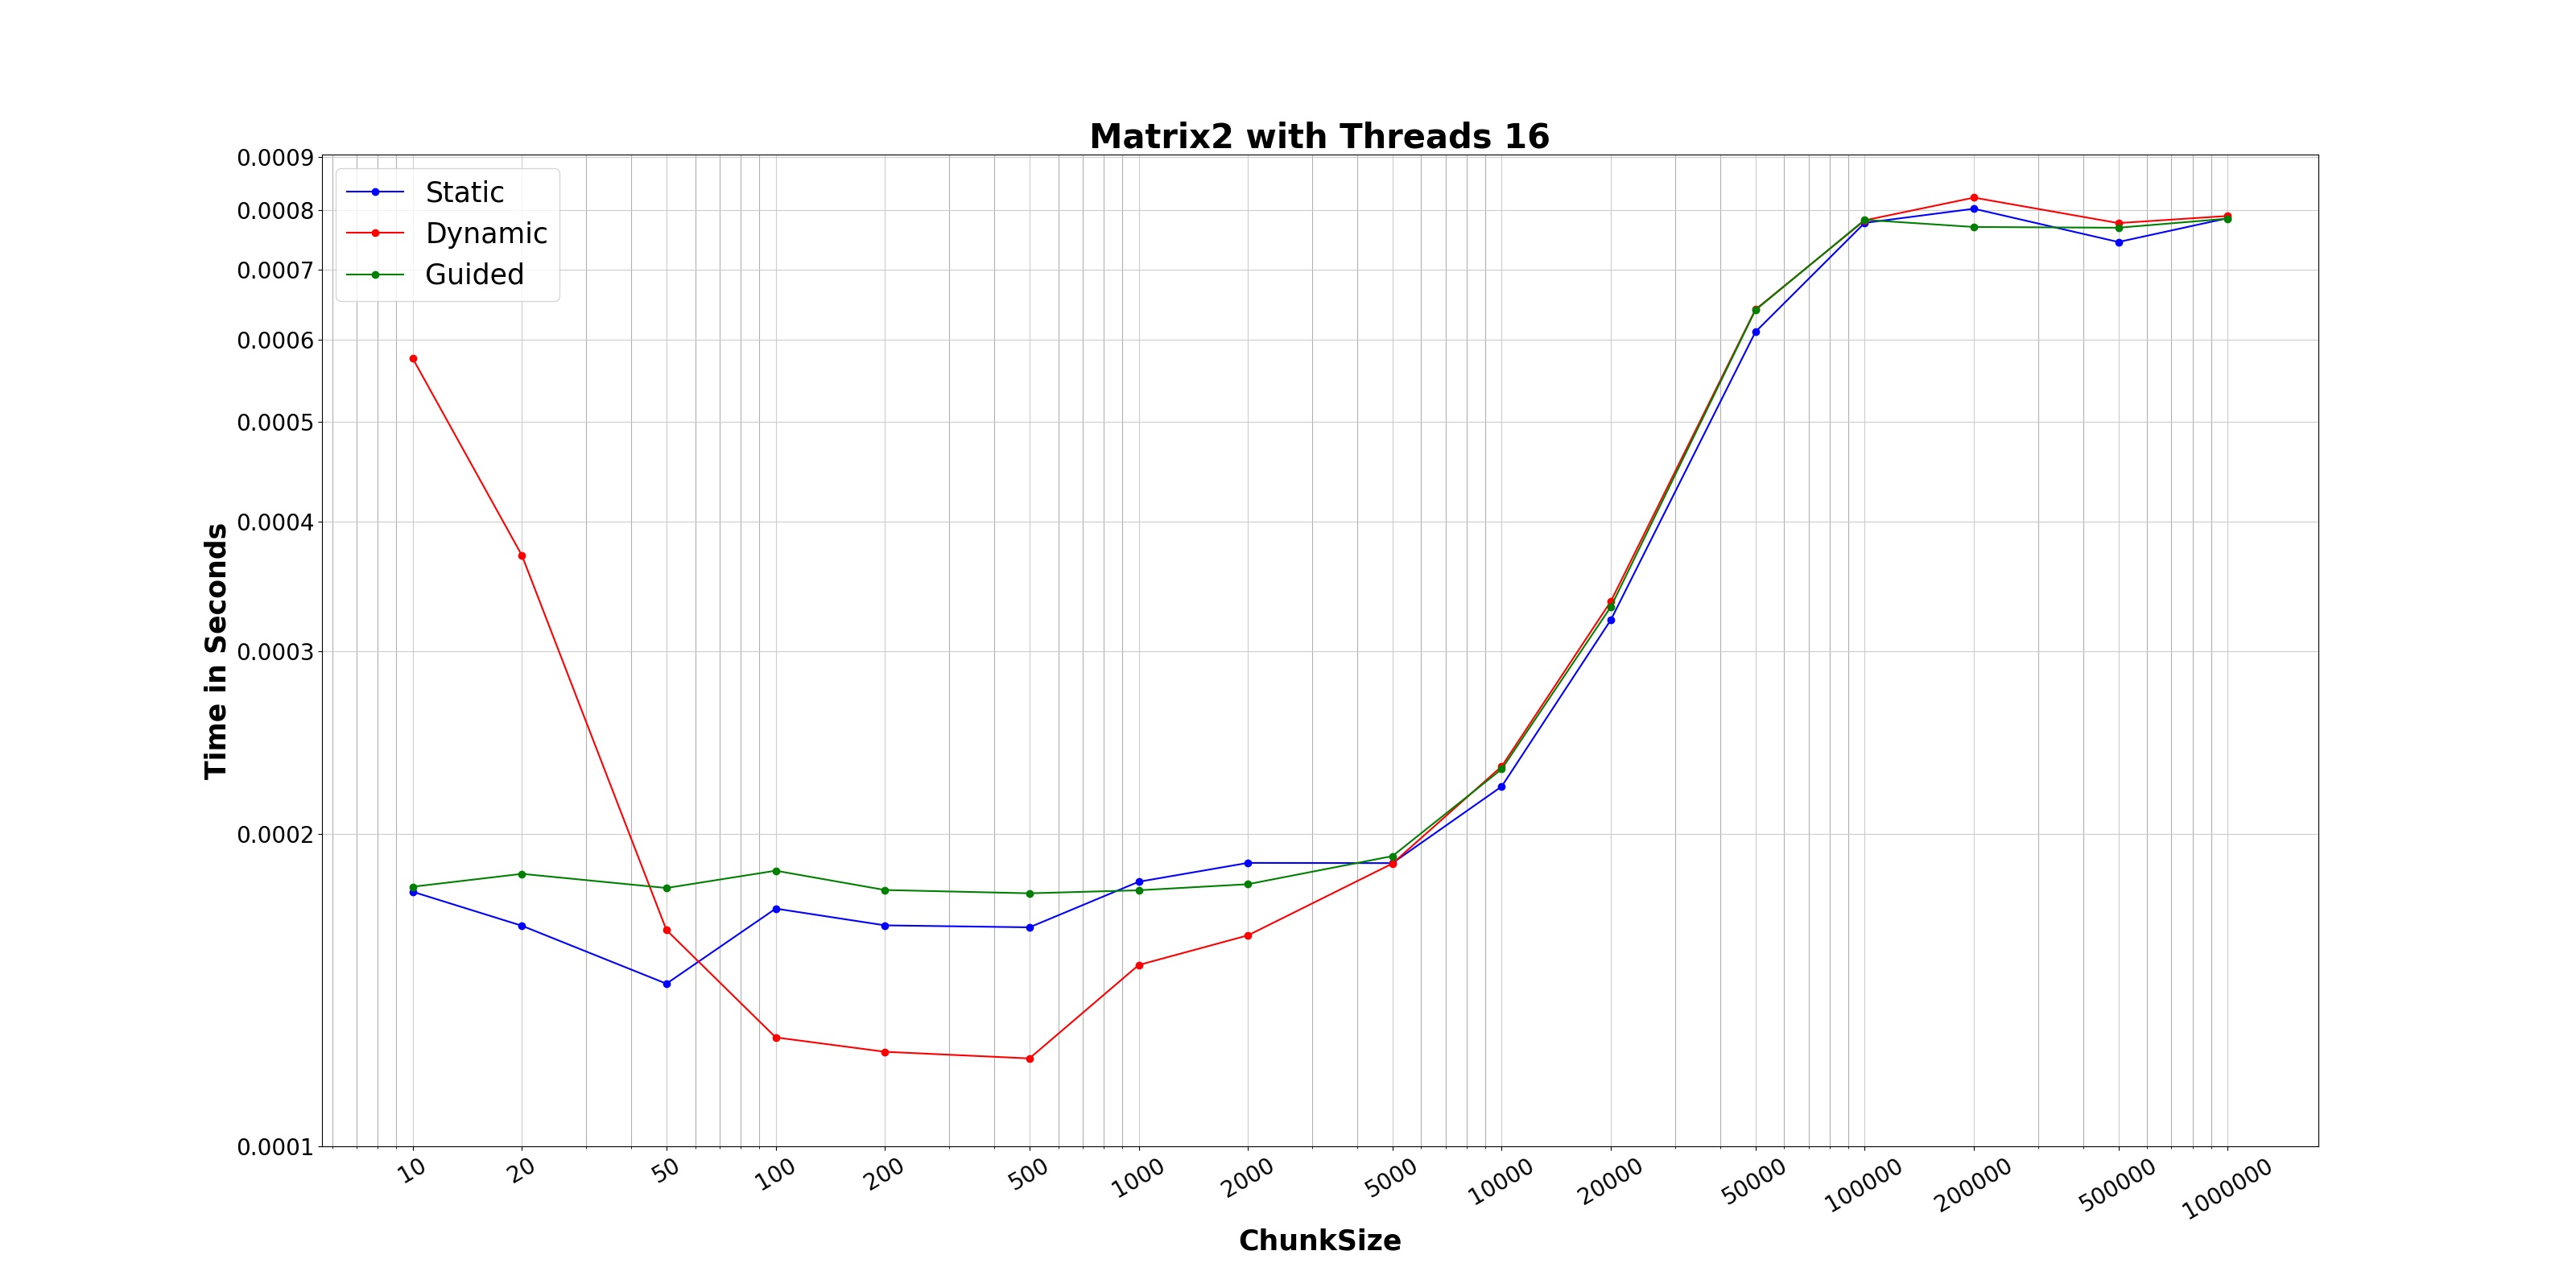 Matrix2 with Threads 16
0.0009
0.0008
0.0007
0.0006
0.0005
0.0004
0.0003
0.0002
0.0001
Static
Dynamic
Guided
Time in Seconds
10 20 50 100 200 500 1000 2000 5000 10000 20000 50000 100000 200000 500000 1000000
ChunkSize